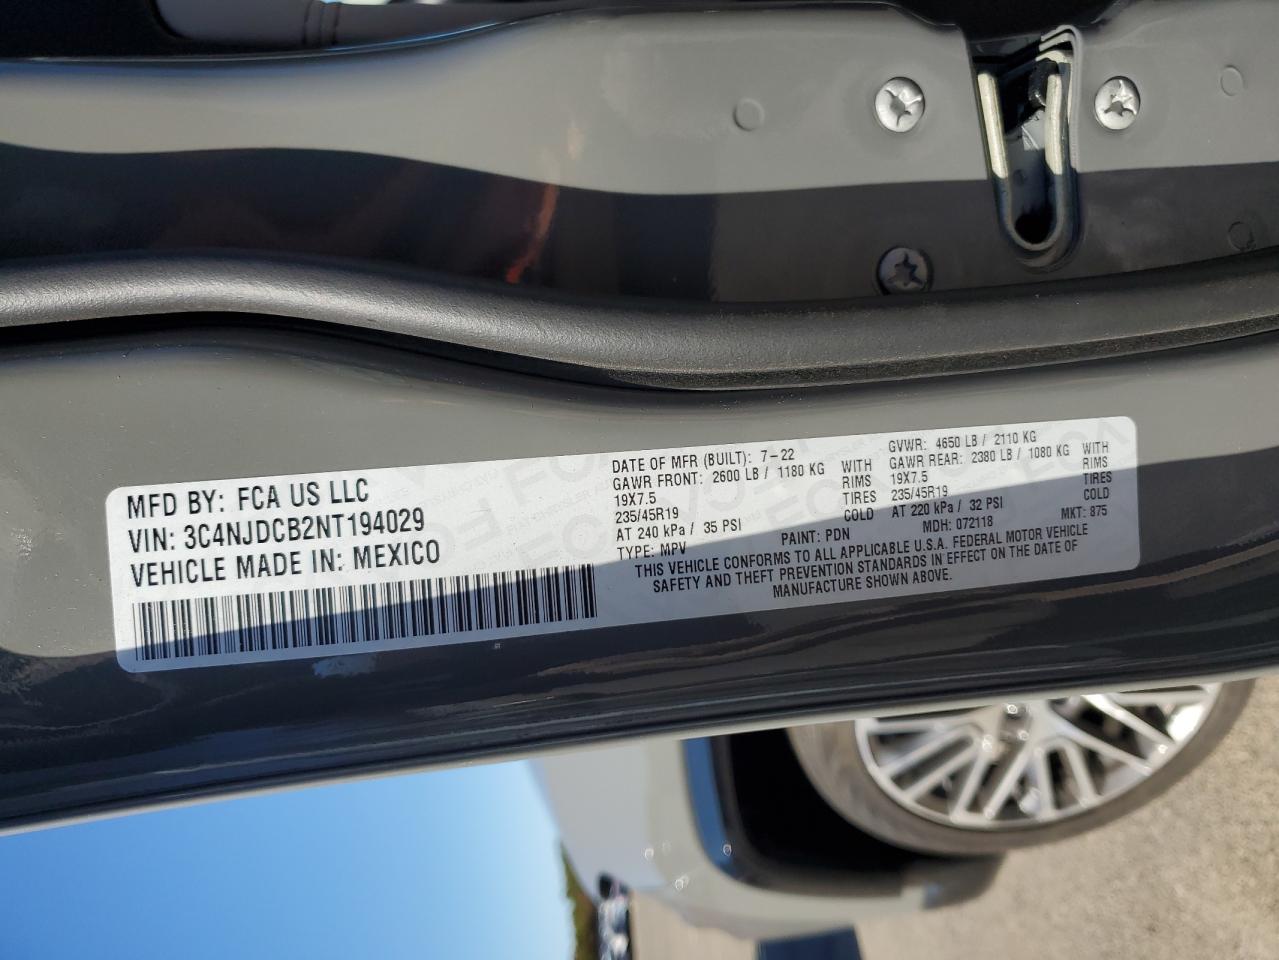 MFD BY: FCA US LLC
VIN: 3C4NJDCB2NT194029
VEHICLE MADE IN: MEXICO
DATE OF MFR (BUILT): 7-22 GVWR: 4650 LB / 2110 KG
GAWR FRONT: 2600 LB / 1180 KG WITH GAWR REAR: 2380 LB / 1080 KG WITH
19X7.5 RIMS 19X7.5 RIMS
235/45R19 TIRES 235/45R19 TIRES
AT 240 kPa / 35 PSI COLD AT 220 kPa / 32 PSI COLD
TYPE: MPV PAINT: PDN MDH: 072118 MKT: 875
THIS VEHICLE CONFORMS TO ALL APPLICABLE U.S.A. FEDERAL MOTOR VEHICLE
SAFETY AND THEFT PREVENTION STANDARDS IN EFFECT ON THE DATE OF
MANUFACTURE SHOWN ABOVE.